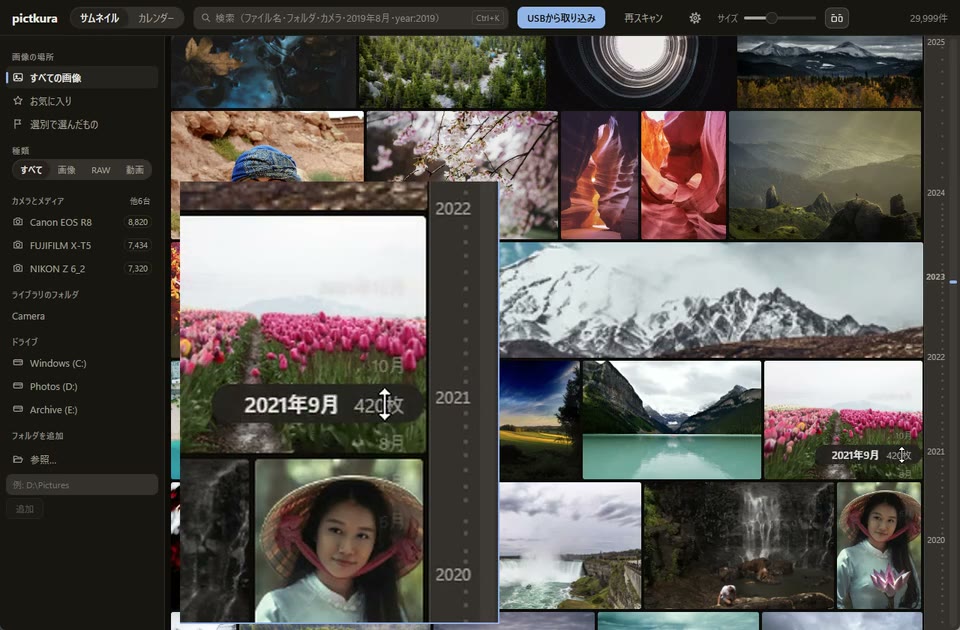 pictkura サムネイル カレンダー 検索（ファイル名・フォルダ・カメラ・2019年8月・year:2019） Ctrl+K USBから取り込み 再スキャン サイズ 29,999件
画像の場所
すべての画像
お気に入り
選別で選んだもの
種類
すべて 画像 RAW 動画
カメラとメディア 他6台
Canon EOS R8 8,820
FUJIFILM X-T5 7,434
NIKON Z 6_2 7,320
ライブラリのフォルダ
Camera
ドライブ
Windows (C:)
Photos (D:)
Archive (E:)
フォルダを追加
参照...
例: D:\Pictures
追加
2022
10月
2021年9月 420枚
8月
2021
6月
2020
2025
2024
2023
2022
10月
2021年9月 420枚
8月
2021
2020